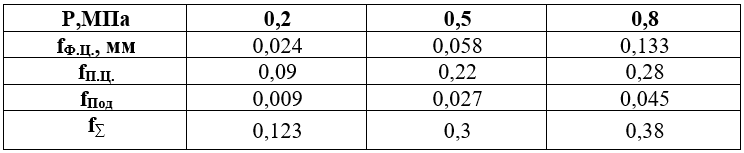 P,МПа 0,2 0,5 0,8
fФ.Ц., мм 0,024 0,058 0,133
fП.Ц. 0,09 0,22 0,28
fПод 0,009 0,027 0,045
f∑ 0,123 0,3 0,38